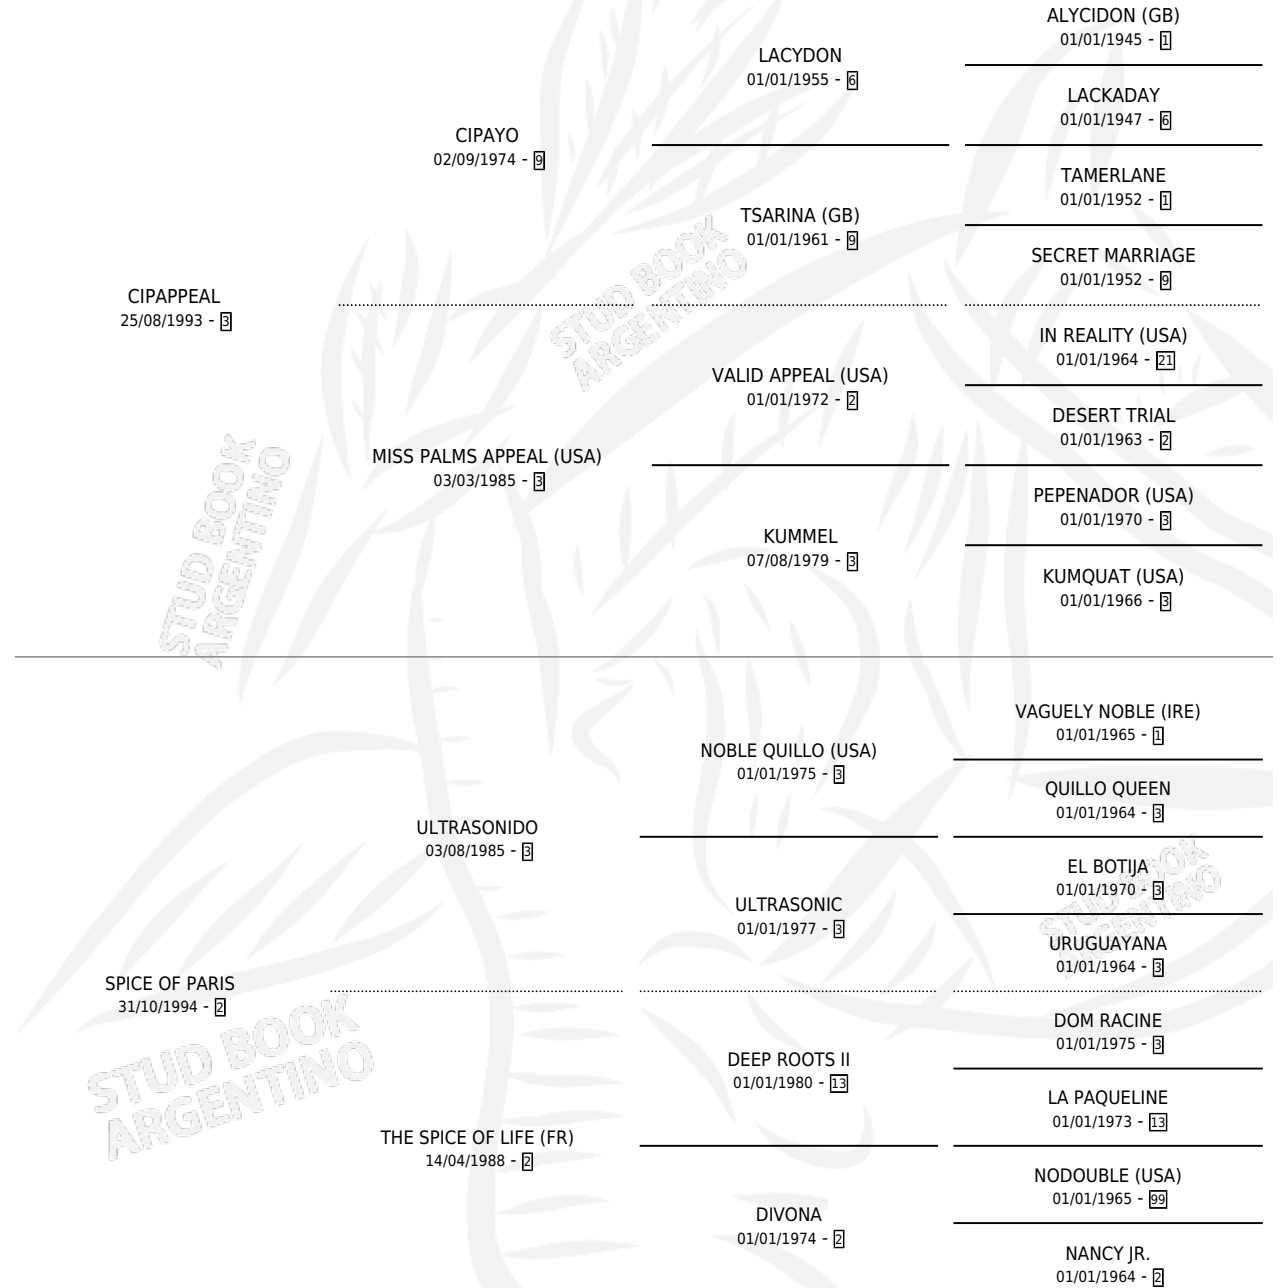 ALYCIDON (GB)
01/01/1945 - 1
LACYDON
01/01/1955 - 6
LACKADAY
01/01/1947 - 6
CIPAYO
02/09/1974 - 9
TAMERLANE
01/01/1952 - 1
TSARINA (GB)
01/01/1961 - 9
SECRET MARRIAGE
01/01/1952 - 9
CIPAPPEAL
25/08/1993 - 3
IN REALITY (USA)
01/01/1964 - 21
VALID APPEAL (USA)
01/01/1972 - 2
DESERT TRIAL
01/01/1963 - 2
MISS PALMS APPEAL (USA)
03/03/1985 - 3
PEPENADOR (USA)
01/01/1970 - 3
KUMMEL
07/08/1979 - 3
KUMQUAT (USA)
01/01/1966 - 3
VAGUELY NOBLE (IRE)
01/01/1965 - 1
NOBLE QUILLO (USA)
01/01/1975 - 3
QUILLO QUEEN
01/01/1964 - 3
ULTRASONIDO
03/08/1985 - 3
EL BOTIJA
01/01/1970 - 3
ULTRASONIC
01/01/1977 - 3
URUGUAYANA
01/01/1964 - 3
SPICE OF PARIS
31/10/1994 - 2
DOM RACINE
01/01/1975 - 3
DEEP ROOTS II
01/01/1980 - 13
LA PAQUELINE
01/01/1973 - 13
THE SPICE OF LIFE (FR)
14/04/1988 - 2
NODOUBLE (USA)
01/01/1965 - 99
DIVONA
01/01/1974 - 2
NANCY JR.
01/01/1964 - 2
STUD BOOK
ARGENTINO
STUD BOOK
ARGENTINO
STUD BOOK
ARGENTINO
STUD BOOK
ARGENTINO